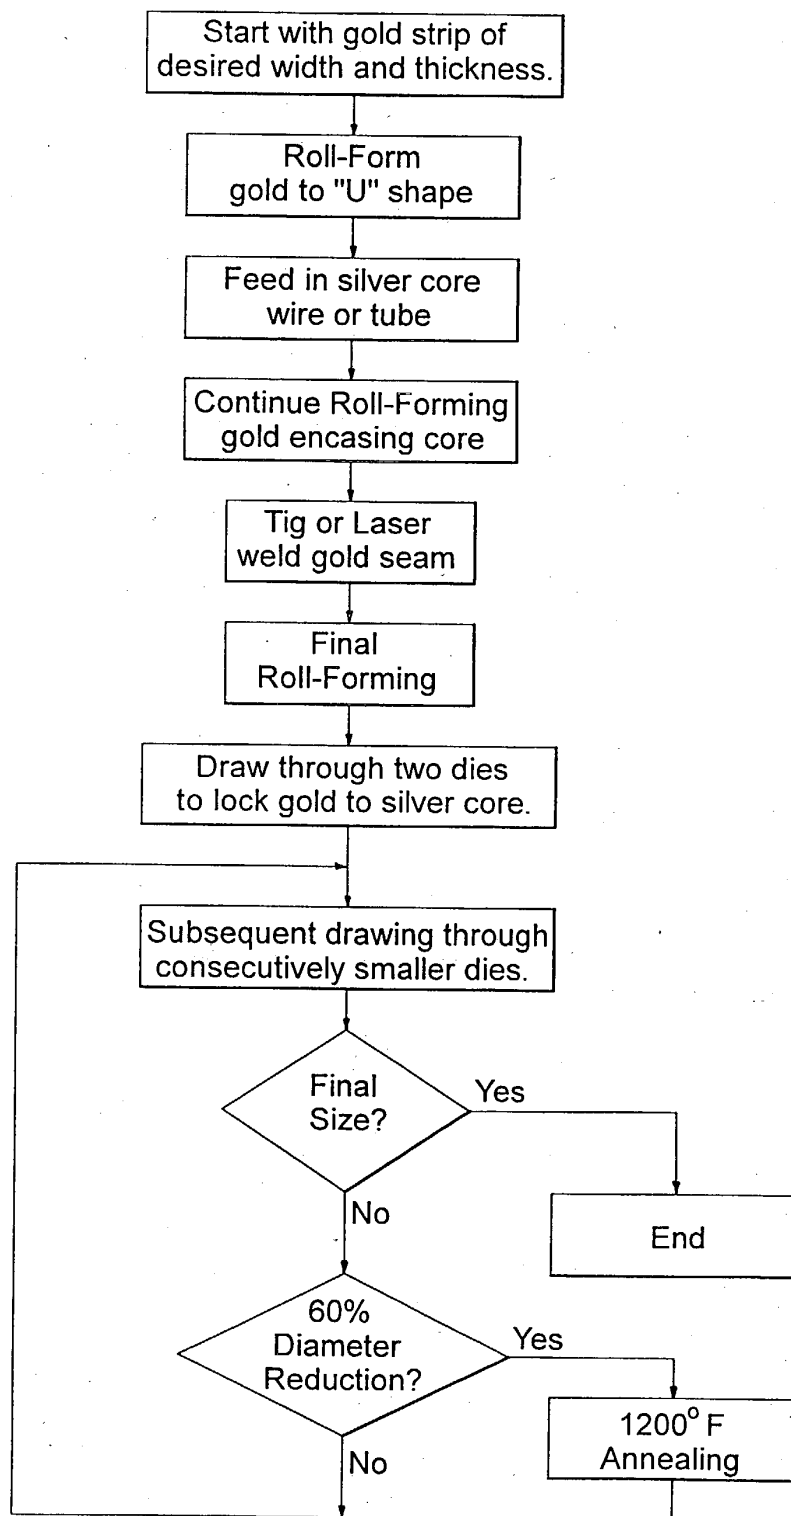 Start with gold strip of
desired width and thickness.
Roll-Form
gold to "U" shape
Feed in silver core
wire or tube
Continue Roll-Forming
gold encasing core
Tig or Laser
weld gold seam
Final
Roll-Forming
Draw through two dies
to lock gold to silver core.
Subsequent drawing through
consecutively smaller dies.
Final
Size?
Yes
No
End
60%
Diameter
Reduction?
Yes
No
1200° F
Annealing